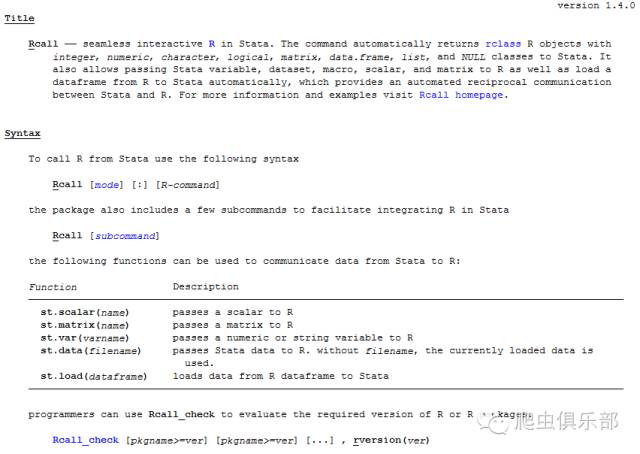 version 1.4.0
Title
Rcall —— seamless interactive R in Stata. The command automatically returns rclass R objects with
integer, numeric, character, logical, matrix, data.frame, list, and NULL classes to Stata. It
also allows passing Stata variable, dataset, macro, scalar, and matrix to R as well as load a
dataframe from R to Stata automatically, which provides an automated reciprocal communication
between Stata and R. For more information and examples visit Rcall homepage.
Syntax
To call R from Stata use the following syntax
Rcall [mode] [:] [R-command]
the package also includes a few subcommands to facilitate integrating R in Stata
Rcall [subcommand]
the following functions can be used to communicate data from Stata to R:
Function Description
st.scalar(name) passes a scalar to R
st.matrix(name) passes a matrix to R
st.var(varname) passes a numeric or string variable to R
st.data(filename) passes Stata data to R. without filename, the currently loaded data is
used.
st.load(dataframe) loads data from R dataframe to Stata
programmers can use Rcall_check to evaluate the required version of R or R packages:
Rcall_check [pkgname>=ver] [pkgname>=ver] [...] , rversion(ver)
爬虫俱乐部